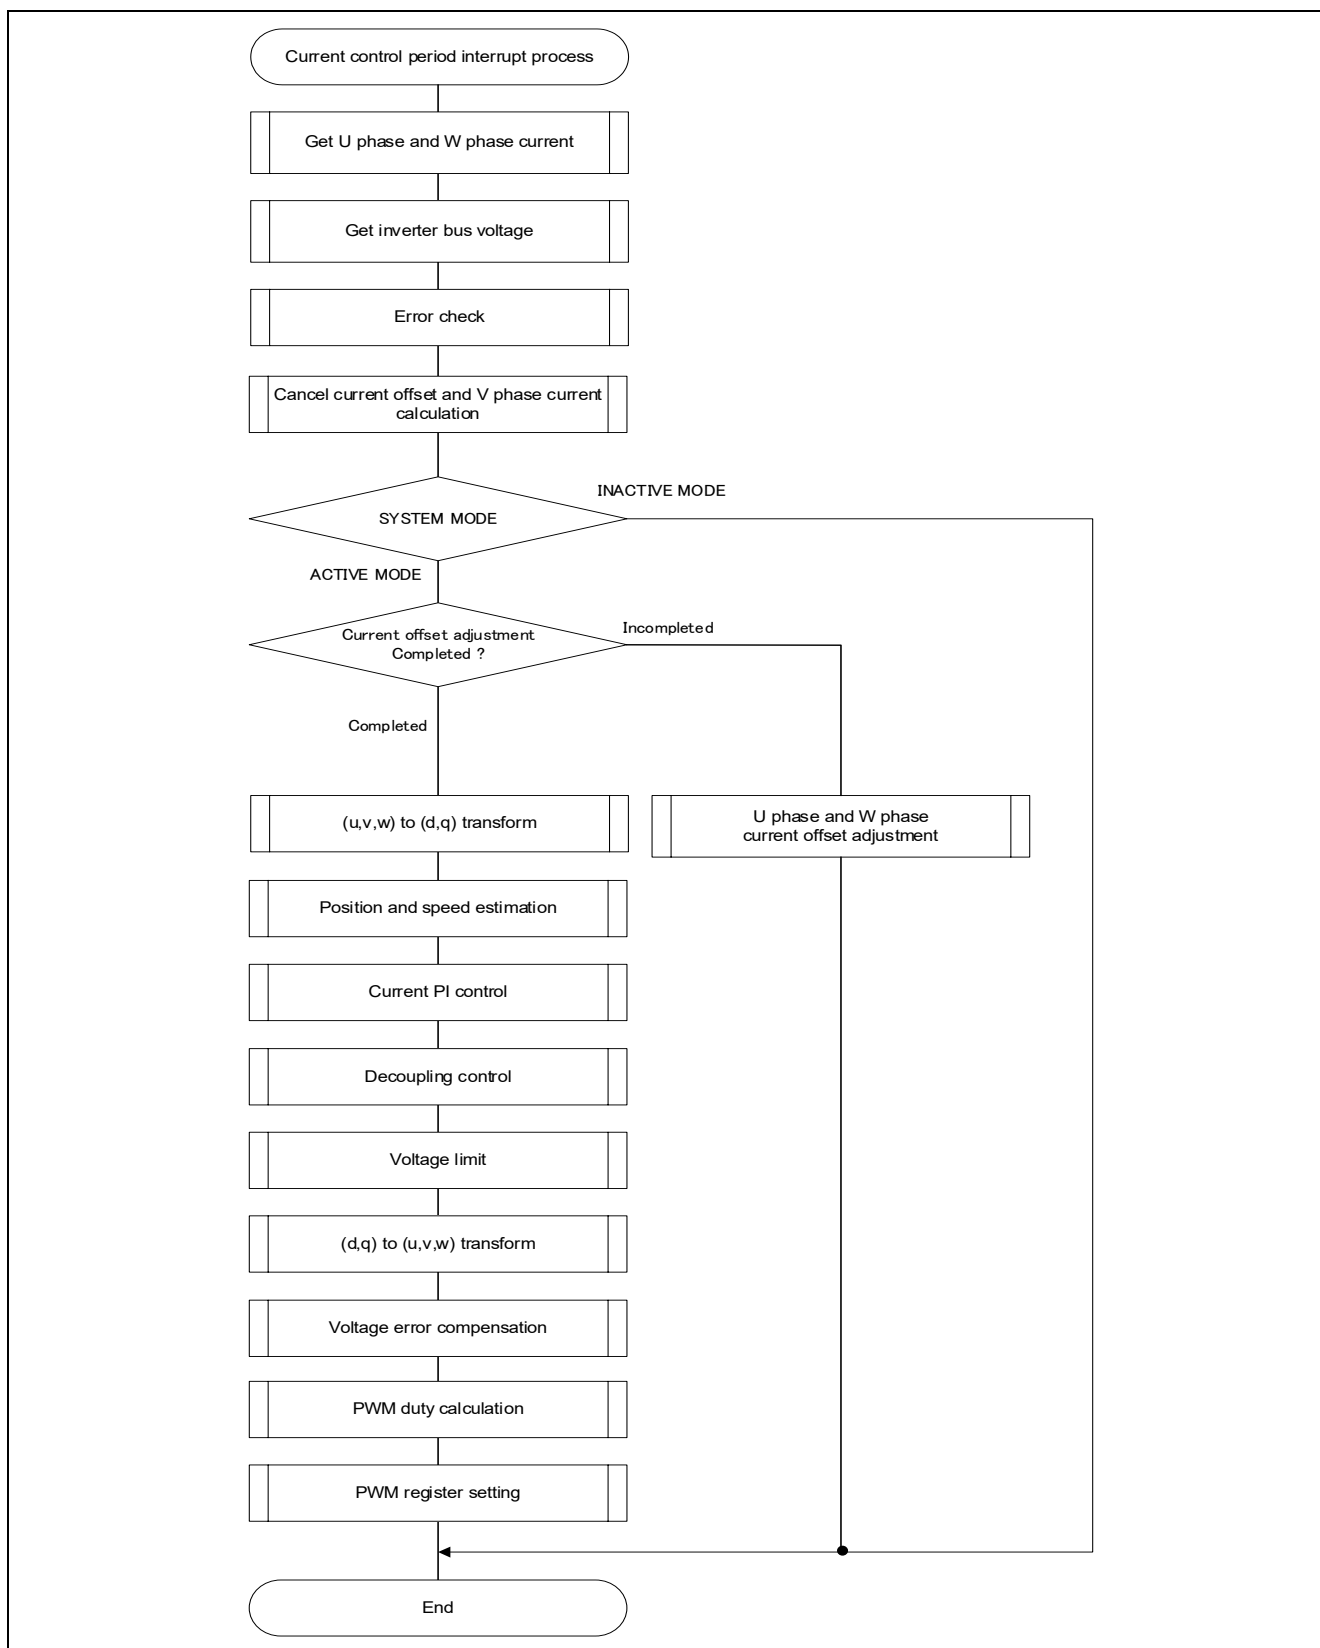 Current control period interrupt process
Get U phase and W phase current
Get inverter bus voltage
Error check
Cancel current offset and V phase current
calculation
INACTIVE MODE
SYSTEM MODE
ACTIVE MODE
Current offset adjustment
Completed ?
Incompleted
Completed
(u,v,w) to (d,q) transform
U phase and W phase
current offset adjustment
Position and speed estimation
Current PI control
Decoupling control
Voltage limit
(d,q) to (u,v,w) transform
Voltage error compensation
PWM duty calculation
PWM register setting
End